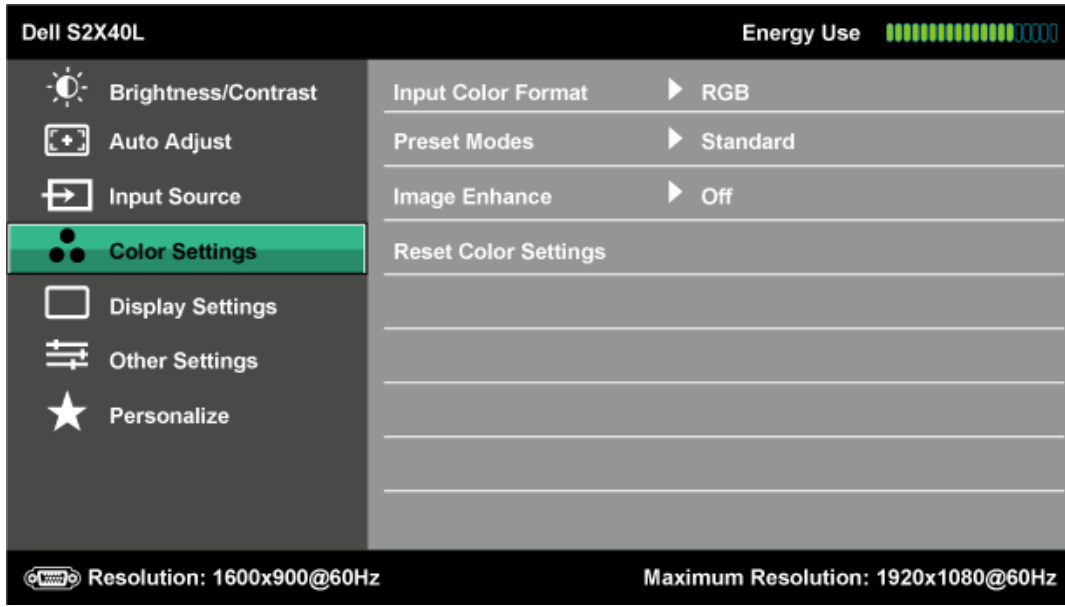 Dell S2X40L Energy Use
Brightness/Contrast Input Color Format RGB
Auto Adjust Preset Modes Standard
Input Source Image Enhance Off
Color Settings Reset Color Settings
Display Settings
Other Settings
Personalize
Resolution: 1600x900@60Hz Maximum Resolution: 1920x1080@60Hz